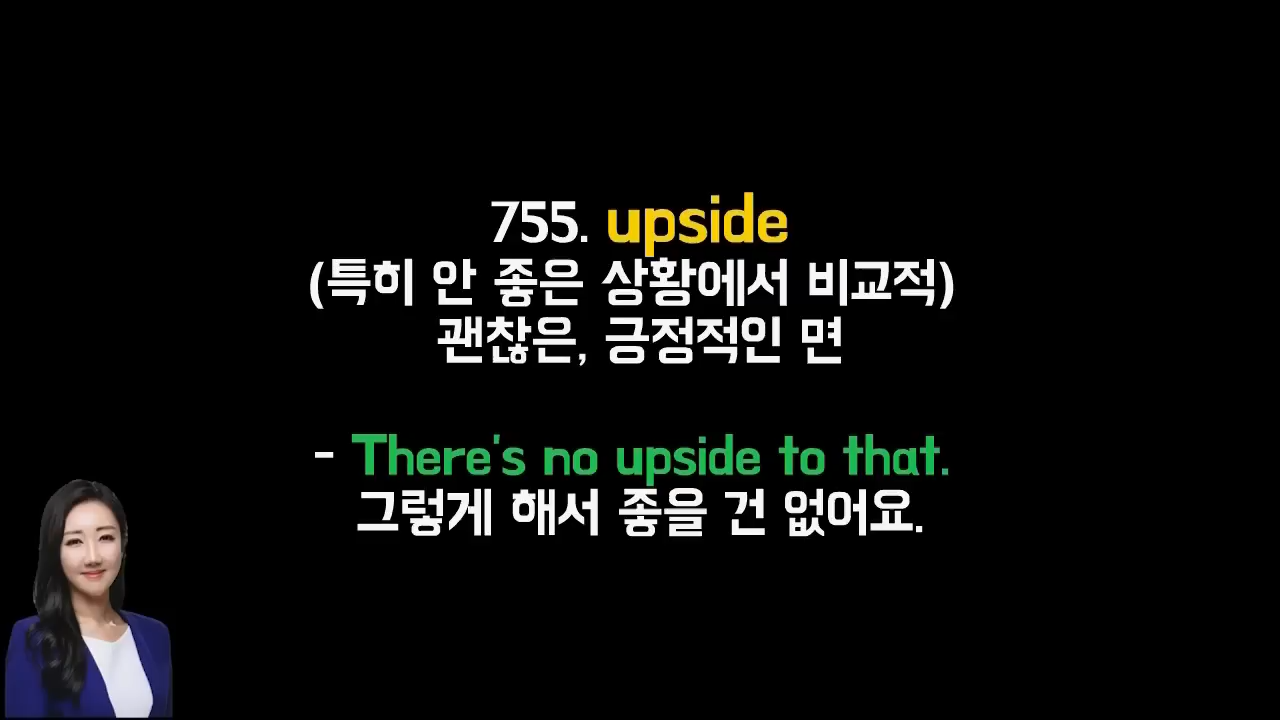 755. upside
(특히 안 좋은 상황에서 비교적)
괜찮은, 긍정적인 면
- There's no upside to that.
그렇게 해서 좋을 건 없어요.